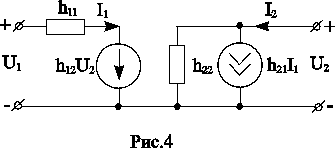 h₁₁ I₁ I₂
+ +
U₁ h₁₂U₂ h₂₂ h₂₁I₁ U₂
- -
Рис.4